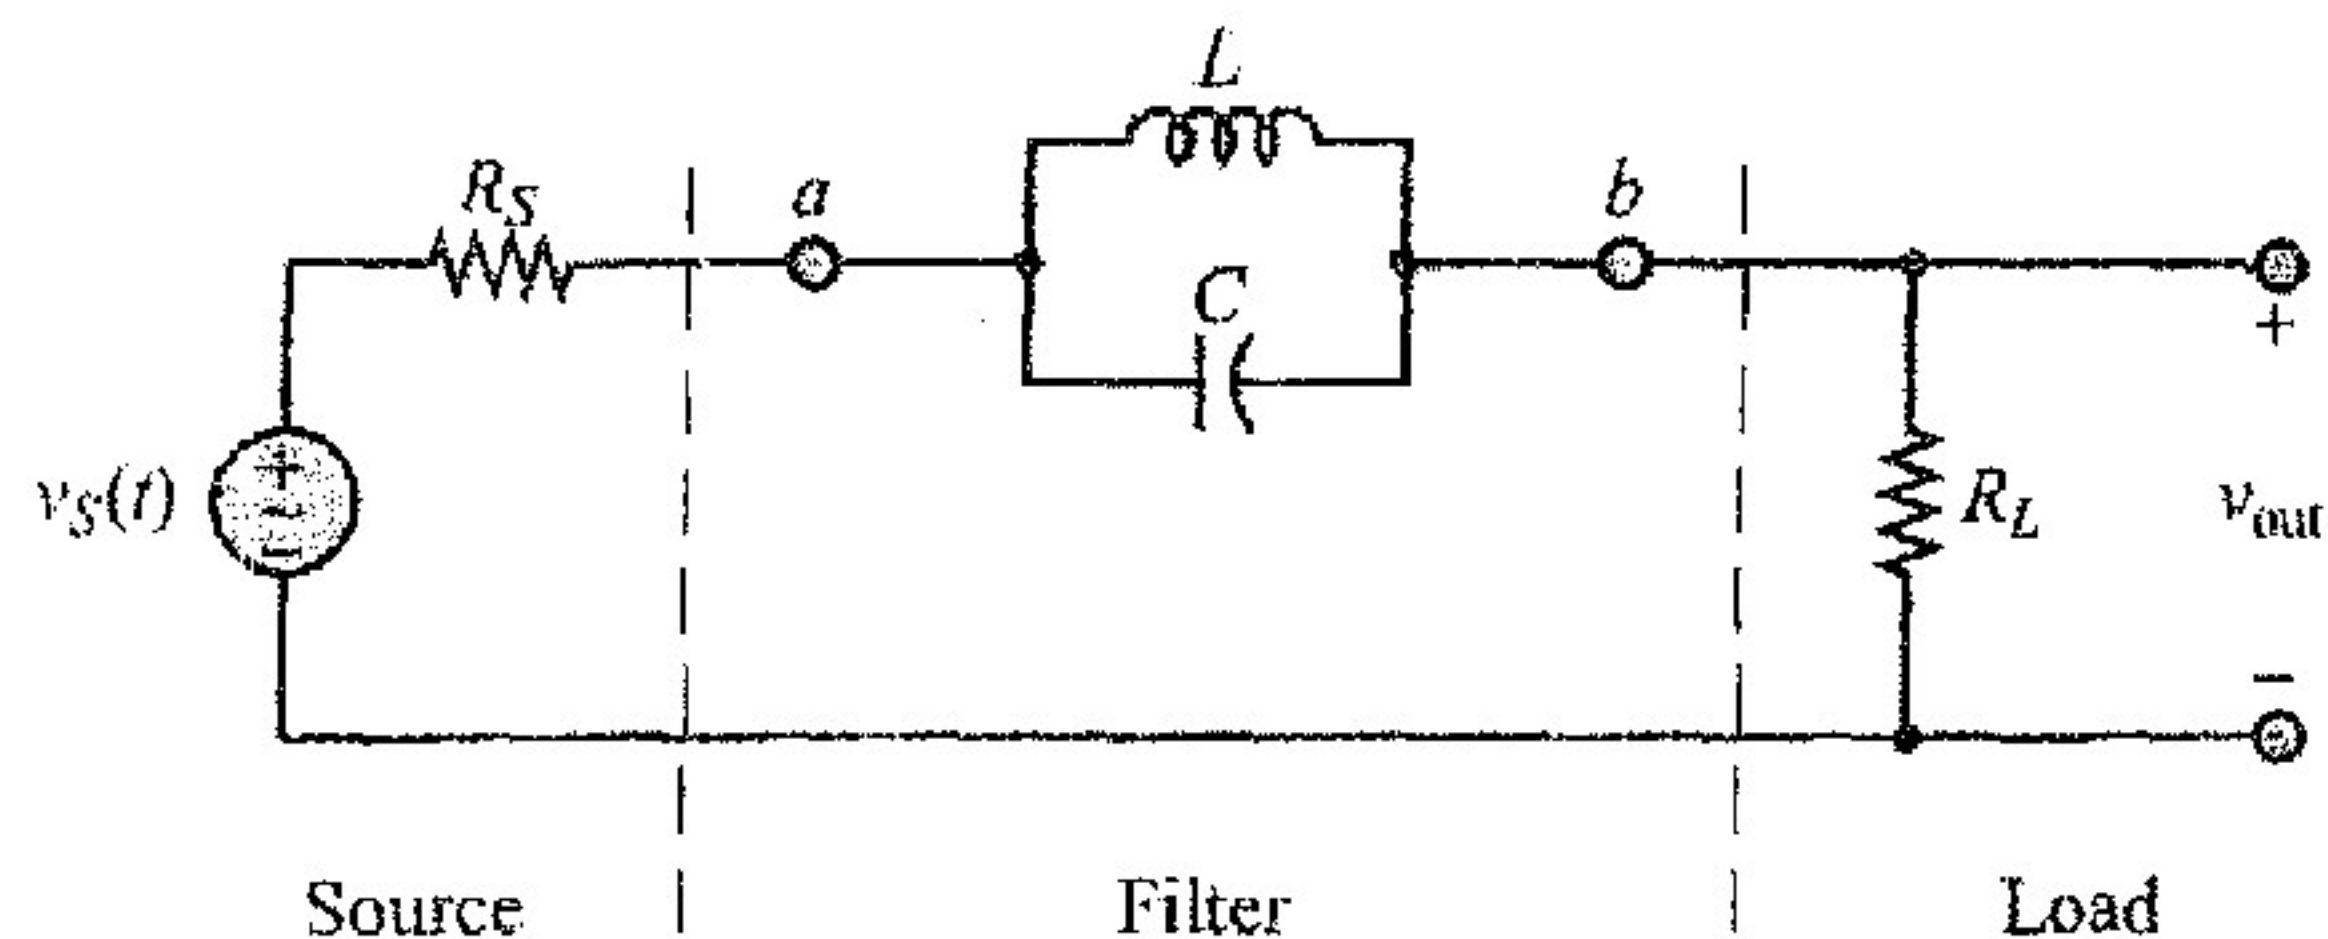 L
R_S
a
b
C
+
+
~
−
v_S(t)
R_L
v_out
−
Source
Filter
Load